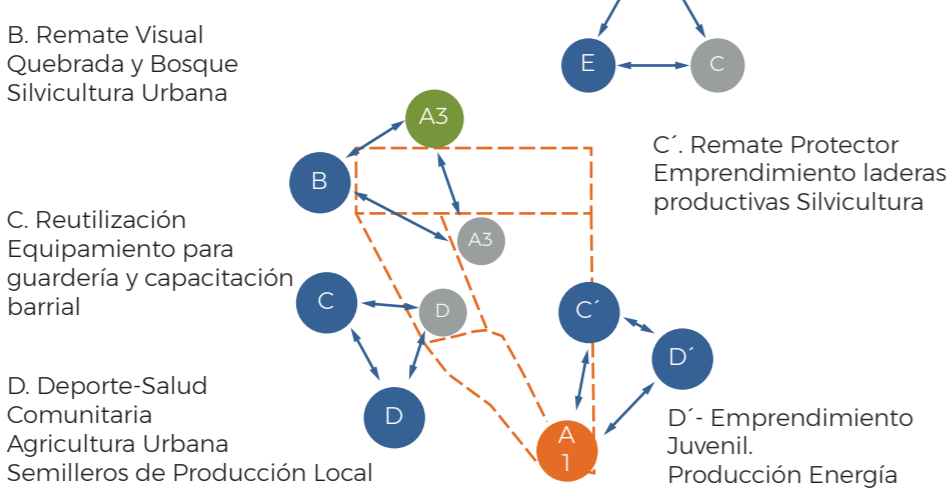 B. Remate Visual
Quebrada y Bosque
Silvicultura Urbana
E
C
A3
B
A3
C´. Remate Protector
Emprendimiento laderas
productivas Silvicultura
C. Reutilización
Equipamiento para
guardería y capacitación
barrial
C
D
C´
D´
D
A
1
D. Deporte-Salud
Comunitaria
Agricultura Urbana
Semilleros de Producción Local
D´- Emprendimiento
Juvenil.
Producción Energía